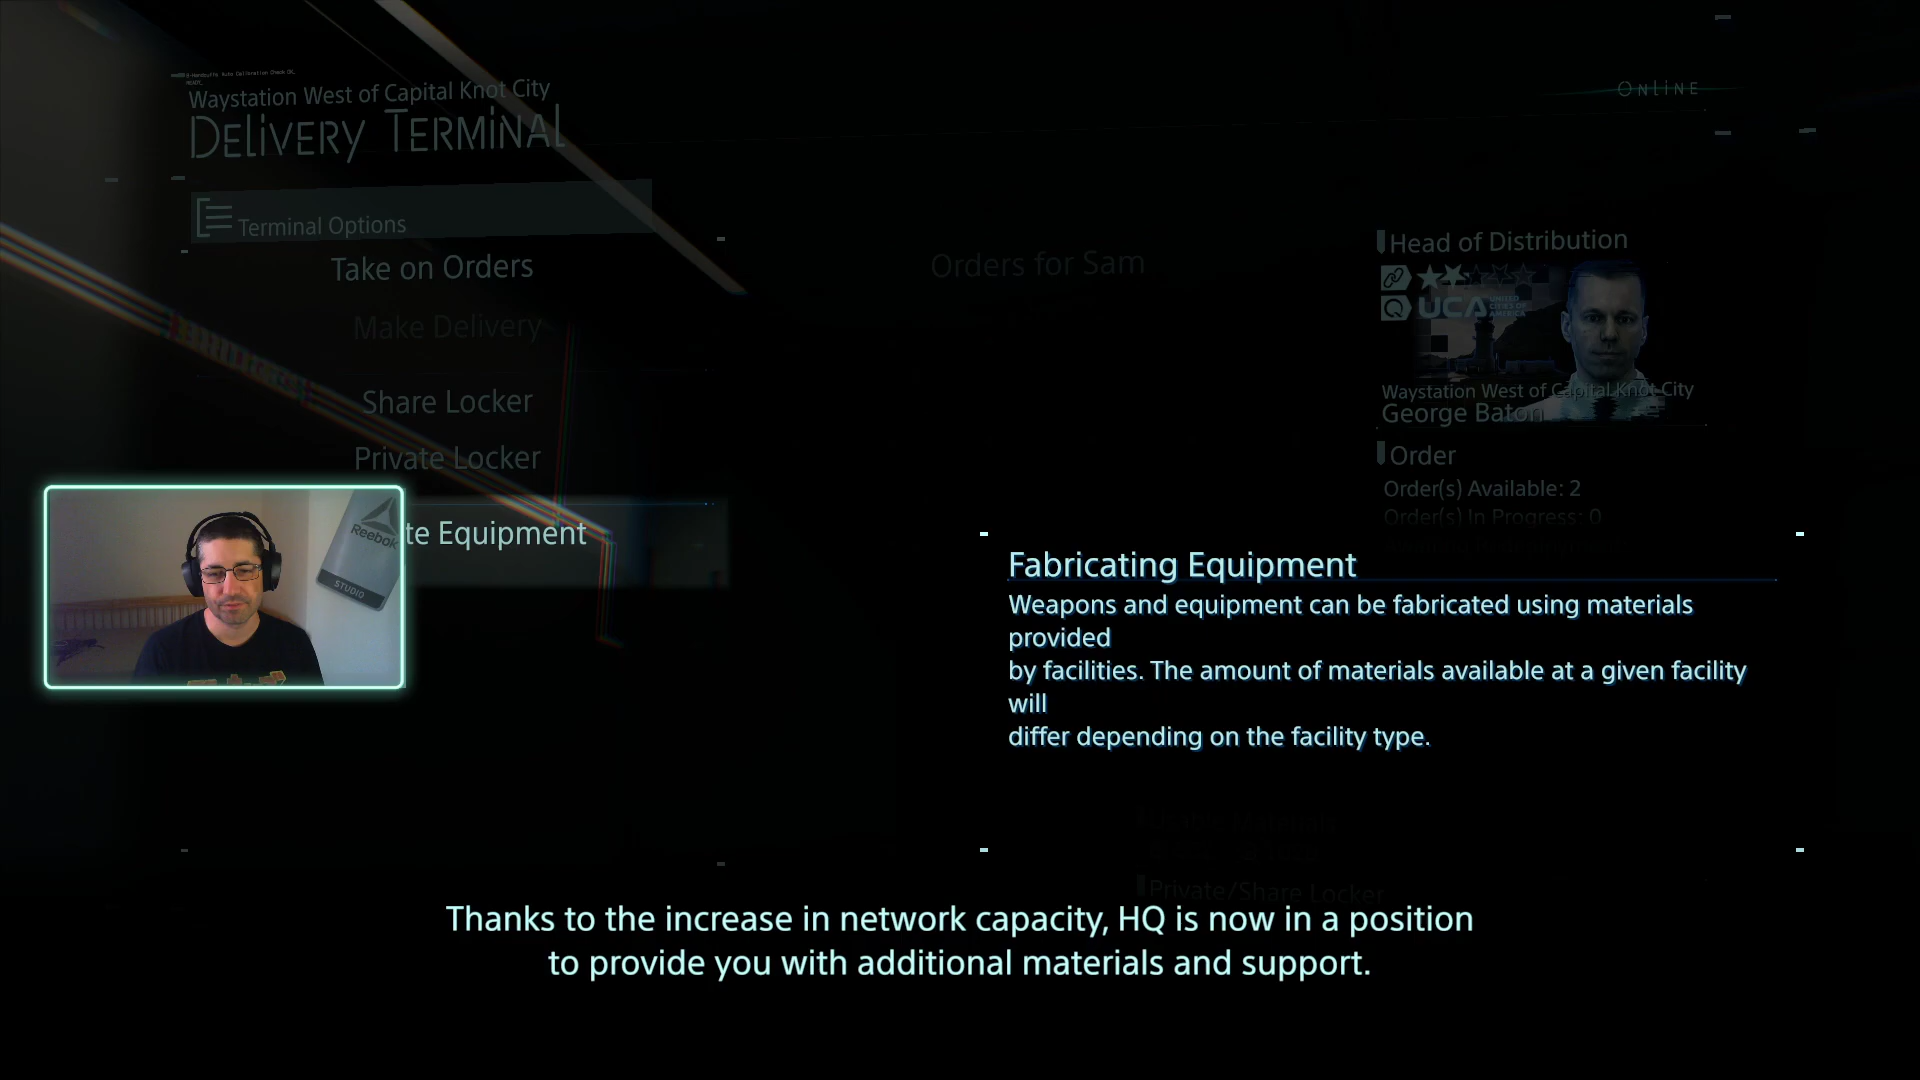 Waystation West of Capital Knot City
Delivery Terminal
Online
Terminal Options
Take on Orders
Make Delivery
Share Locker
Private Locker
te Equipment
Orders for Sam
Head of Distribution
UCA UNITED CITIES OF AMERICA
Waystation West of Capital Knot City
George Baton
Order
Order(s) Available: 2
Order(s) In Progress: 0
Reebok
STUDIO
Fabricating Equipment
Weapons and equipment can be fabricated using materials
provided
by facilities. The amount of materials available at a given facility
will
differ depending on the facility type.
Private/Share Locker
Thanks to the increase in network capacity, HQ is now in a position
to provide you with additional materials and support.